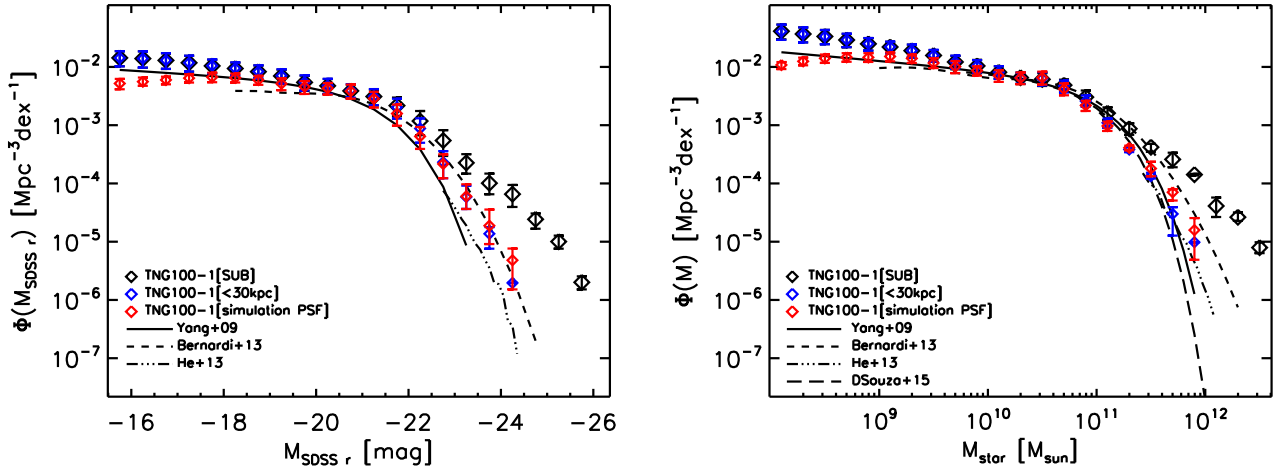 Φ(M_SDSS r) [Mpc⁻³dex⁻¹]
10⁻²
10⁻³
10⁻⁴
10⁻⁵
10⁻⁶
10⁻⁷
TNG100-1[SUB]
TNG100-1[<30kpc]
TNG100-1[simulation PSF]
Yang+09
Bernardi+13
He+13
-16 -18 -20 -22 -24 -26
M_SDSS r [mag]
Φ(M) [Mpc⁻³dex⁻¹]
10⁻²
10⁻³
10⁻⁴
10⁻⁵
10⁻⁶
10⁻⁷
TNG100-1[SUB]
TNG100-1[<30kpc]
TNG100-1[simulation PSF]
Yang+09
Bernardi+13
He+13
DSouza+15
10⁹ 10¹⁰ 10¹¹ 10¹²
M_star [M_sun]